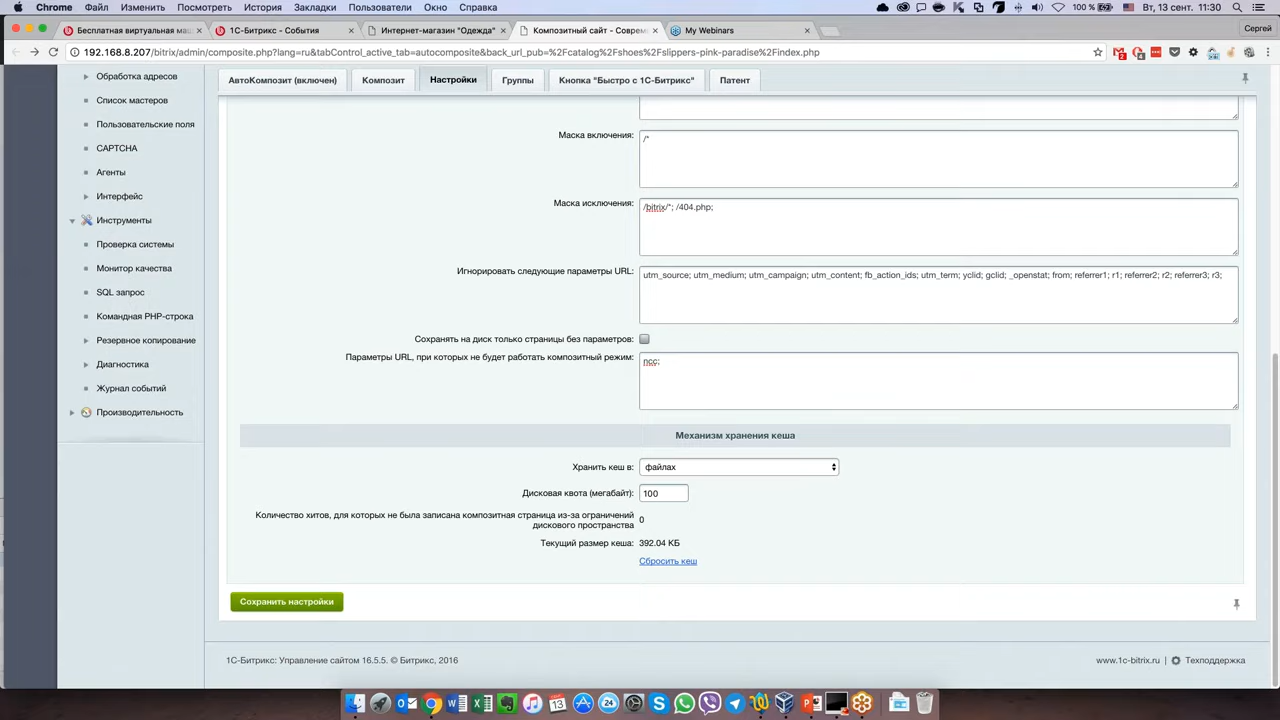 Chrome Файл Изменить Посмотреть История Закладки Пользователи Окно Справка 100 % Вт, 13 сент. 11:30
Бесплатная виртуальная маш 1С-Битрикс - События Интернет-магазин "Одежда" Композитный сайт - Соврем My Webinars Сергей
192.168.8.207/bitrix/admin/composite.php?lang=ru&tabControl_active_tab=autocomposite&back_url_pub=%2Fcatalog%2Fshoes%2Fslippers-pink-paradise%2Findex.php
Обработка адресов
Список мастеров
Пользовательские поля
CAPTCHA
Агенты
Интерфейс
Инструменты
Проверка системы
Монитор качества
SQL запрос
Командная PHP-строка
Резервное копирование
Диагностика
Журнал событий
Производительность
АвтоКомпозит (включен) Композит Настройки Группы Кнопка "Быстро с 1С-Битрикс" Патент
Маска включения: /*
Маска исключения: /bitrix/*; /404.php;
Игнорировать следующие параметры URL: utm_source; utm_medium; utm_campaign; utm_content; fb_action_ids; utm_term; yclid; gclid; _openstat; from; referrer1; r1; referrer2; r2; referrer3; r3;
Сохранять на диск только страницы без параметров:
Параметры URL, при которых не будет работать композитный режим: ncc;
Механизм хранения кеша
Хранить кеш в: файлах
Дисковая квота (мегабайт): 100
Количество хитов, для которых не была записана композитная страница из-за ограничений
дискового пространства 0
Текущий размер кеша: 392.04 КБ
Сбросить кеш
Сохранить настройки
1С-Битрикс: Управление сайтом 16.5.5. © Битрикс, 2016 www.1c-bitrix.ru | Техподдержка